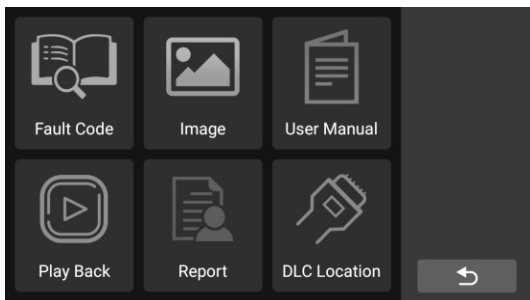 Fault Code
Image
User Manual
Play Back
Report
DLC Location